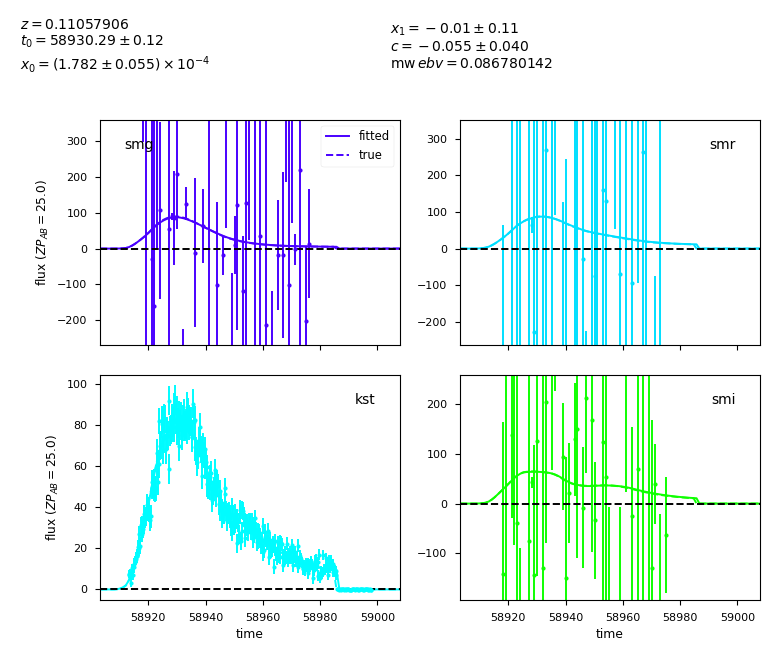 z = 0.11057906
t₀ = 58930.29 ± 0.12
x₀ = (1.782 ± 0.055) × 10⁻⁴
x₁ = −0.01 ± 0.11
c = −0.055 ± 0.040
mw ebv = 0.086780142
smg
fitted
true
300
200
100
0
−100
−200
flux (ZP_AB = 25.0)
smr
300
200
100
0
−100
−200
kst
100
80
60
40
20
0
flux (ZP_AB = 25.0)
58920 58940 58960 58980 59000
time
smi
200
100
0
−100
58920 58940 58960 58980 59000
time